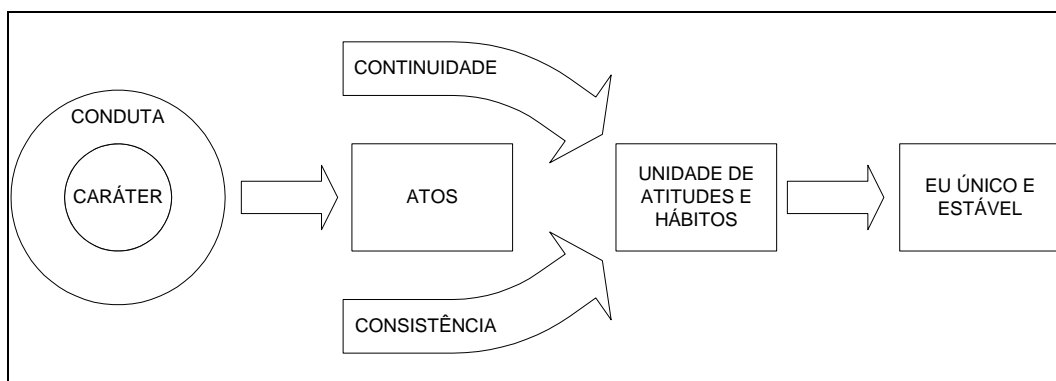 CONTINUIDADE
CONDUTA
CARÁTER
ATOS
UNIDADE DE
ATITUDES E
HÁBITOS
EU ÚNICO E
ESTÁVEL
CONSISTÊNCIA